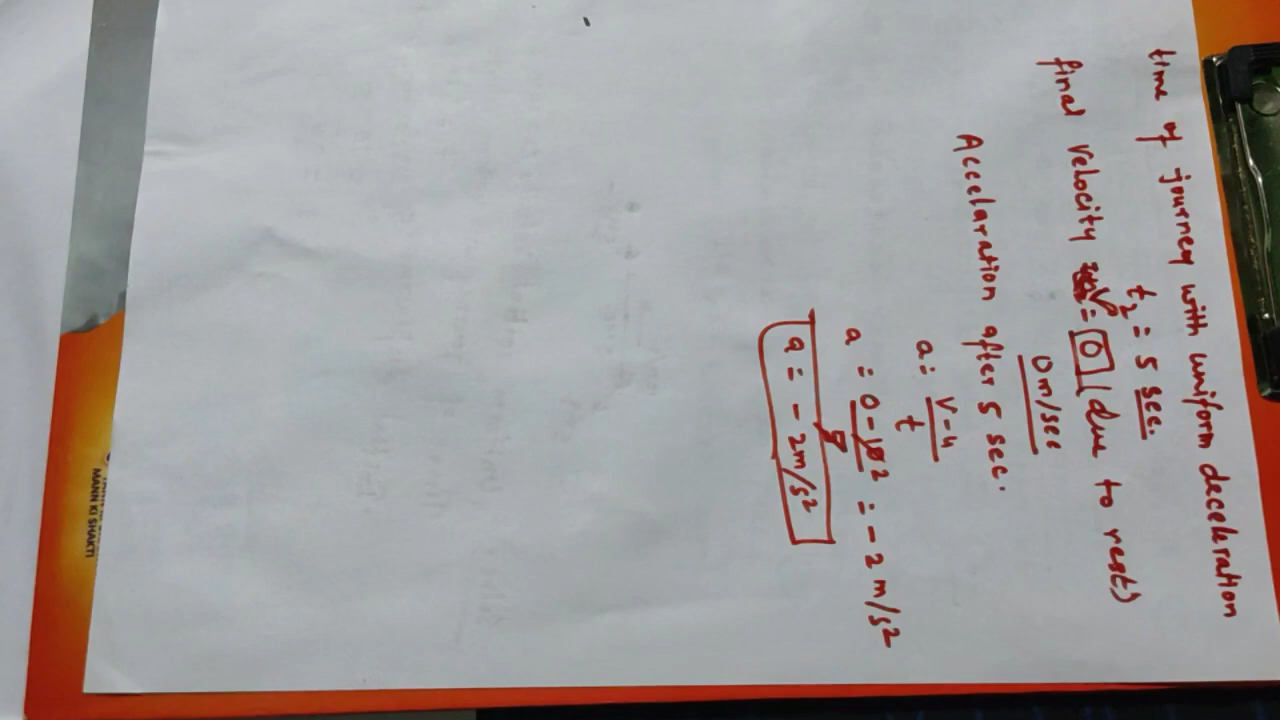 time of journey with uniform deceleration
t₂ = 5 sec.
final velocity v = 0 (due to rest)
0 m/sec
Accelaration after 5 sec.
a = v-u/t
a = 0-10/5 2 = -2 m/s²
a = -2m/s²
MANN KI SHAKTI